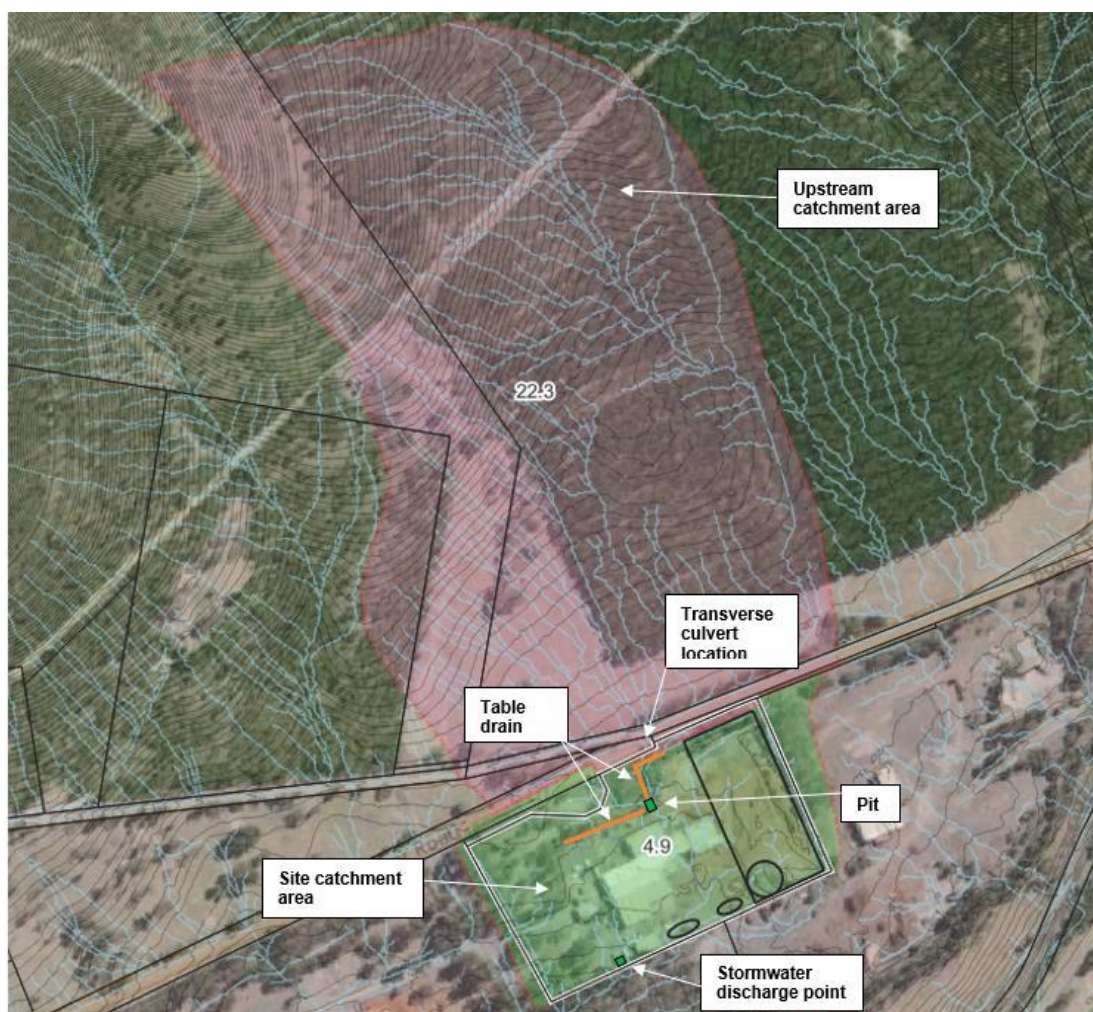 Upstream
catchment area
22.3
Transverse
culvert
location
Table
drain
Pit
4.9
Site catchment
area
Stormwater
discharge point